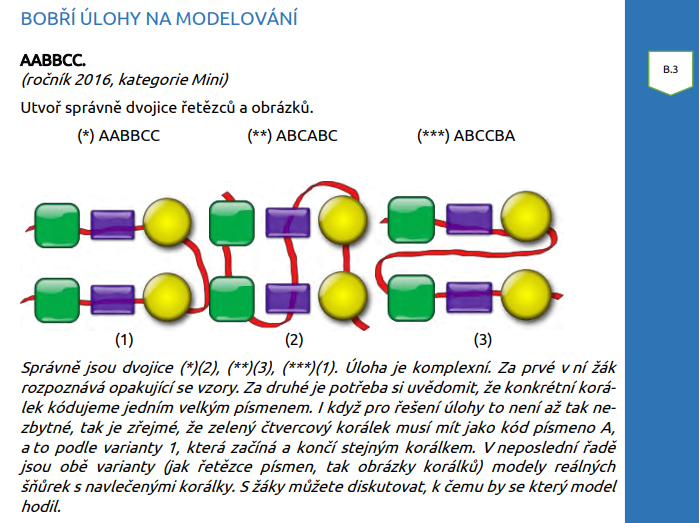 BOBŘÍ ÚLOHY NA MODELOVÁNÍ
AABBCC.
(ročník 2016, kategorie Mini)
B.3
Utvoř správně dvojice řetězců a obrázků.
(*) AABBCC (**) ABCABC (***) ABCCBA
(1) (2) (3)
Správně jsou dvojice (*)(2), (**)(3), (***)(1). Úloha je komplexní. Za prvé v ní žák
rozpoznává opakující se vzory. Za druhé je potřeba si uvědomit, že konkrétní korá-
lek kódujeme jedním velkým písmenem. I když pro řešení úlohy to není až tak ne-
zbytné, tak je zřejmé, že zelený čtvercový korálek musí mít jako kód písmeno A,
a to podle varianty 1, která začíná a končí stejným korálkem. V neposlední řadě
jsou obě varianty (jak řetězce písmen, tak obrázky korálků) modely reálných
šňůrek s navlečenými korálky. S žáky můžete diskutovat, k čemu by se který model
hodil.